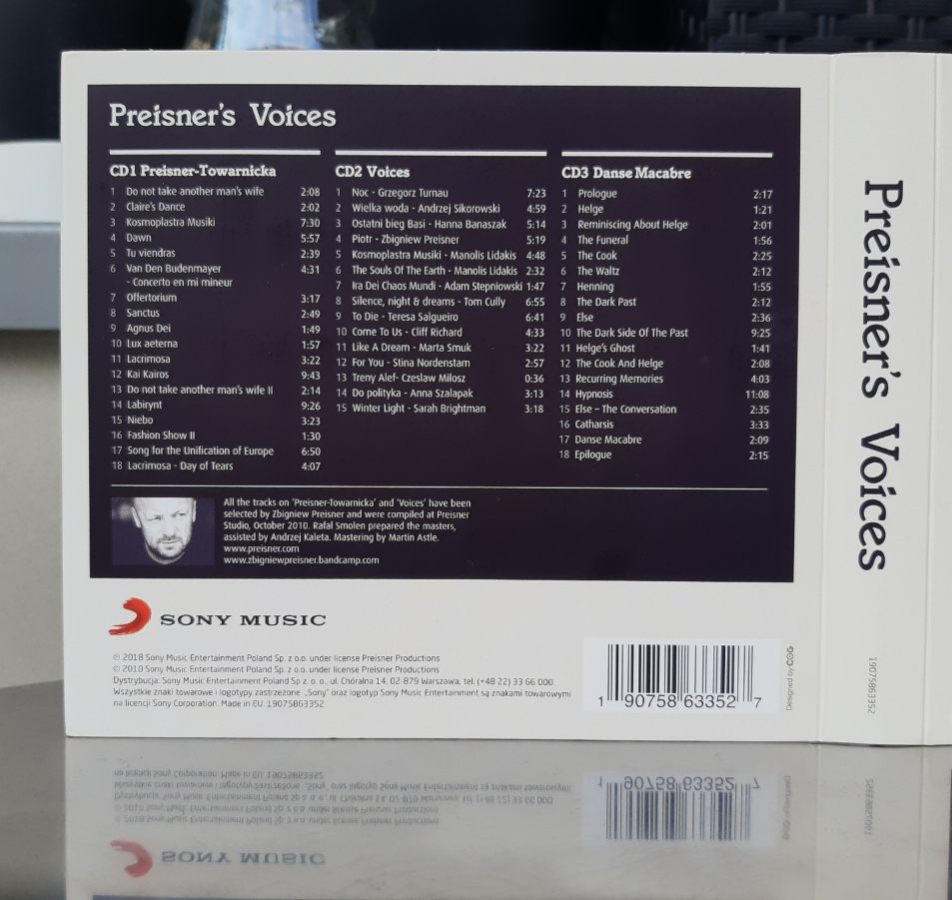 Preisner's Voices
CD1 Preisner-Towarnicka
1 Do not take another man's wife 2:08
2 Claire's Dance 2:02
3 Kosmoplastra Musiki 7:30
4 Dawn 5:57
5 Tu viendras 2:39
6 Van Den Budenmayer 4:31
- Concerto en mi mineur
7 Offertorium 3:17
8 Sanctus 2:49
9 Agnus Dei 1:49
10 Lux aeterna 1:57
11 Lacrimosa 3:22
12 Kai Kairos 9:43
13 Do not take another man's wife II 2:14
14 Labirynt 9:26
15 Niebo 3:23
16 Fashion Show II 1:30
17 Song for the Unification of Europe 6:50
18 Lacrimosa - Day of Tears 4:07
CD2 Voices
1 Noc - Grzegorz Turnau 7:23
2 Wielka woda - Andrzej Sikorowski 4:59
3 Ostatni bieg Basi - Hanna Banaszak 5:14
4 Piotr - Zbigniew Preisner 5:19
5 Kosmoplastra Musiki - Manolis Lidakis 4:48
6 The Souls Of The Earth - Manolis Lidakis 2:32
7 Ira Dei Chaos Mundi - Adam Stepniowski 1:47
8 Silence, night & dreams - Tom Cully 6:55
9 To Die - Teresa Salgueiro 6:41
10 Come To Us - Cliff Richard 4:33
11 Like A Dream - Marta Smuk 3:22
12 For You - Stina Nordenstam 2:57
13 Treny Alef- Czeslaw Milosz 0:36
14 Do polityka - Anna Szalapak 3:13
15 Winter Light - Sarah Brightman 3:18
CD3 Danse Macabre
1 Prologue 2:17
2 Helge 1:21
3 Reminiscing About Helge 2:01
4 The Funeral 1:56
5 The Cook 2:25
6 The Waltz 2:12
7 Henning 1:55
8 The Dark Past 2:12
9 Else 2:36
10 The Dark Side Of The Past 9:25
11 Helge's Ghost 1:41
12 The Cook And Helge 2:08
13 Recurring Memories 4:03
14 Hypnosis 11:08
15 Else – The Conversation 2:35
16 Catharsis 3:33
17 Danse Macabre 2:09
18 Epilogue 2:15
All the tracks on 'Preisner-Towarnicka' and 'Voices' have been
selected by Zbigniew Preisner and were compiled at Preisner
Studio, October 2010. Rafal Smolen prepared the masters,
assisted by Andrzej Kaleta. Mastering by Martin Astle.
www.preisner.com
www.zbigniewpreisner.bandcamp.com
SONY MUSIC
℗ 2018 Sony Music Entertainment Poland Sp. z o.o. under license Preisner Productions
© 2010 Sony Music Entertainment Poland Sp. z o.o. under license Preisner Productions
Dystrybucja: Sony Music Entertainment Poland Sp z. o. o., ul. Chóralna 14, 02-879 Warszawa, tel. (+48 22) 33 66 000.
Wszystkie znaki towarowe i logotypy zastrzeżone. „Sony" oraz logotyp Sony Music Entertainment są znakami towarowymi
na licencji Sony Corporation. Made in EU. 19075863352
1 90758 63352 7
Designed by
Preisner's Voices
19075863352